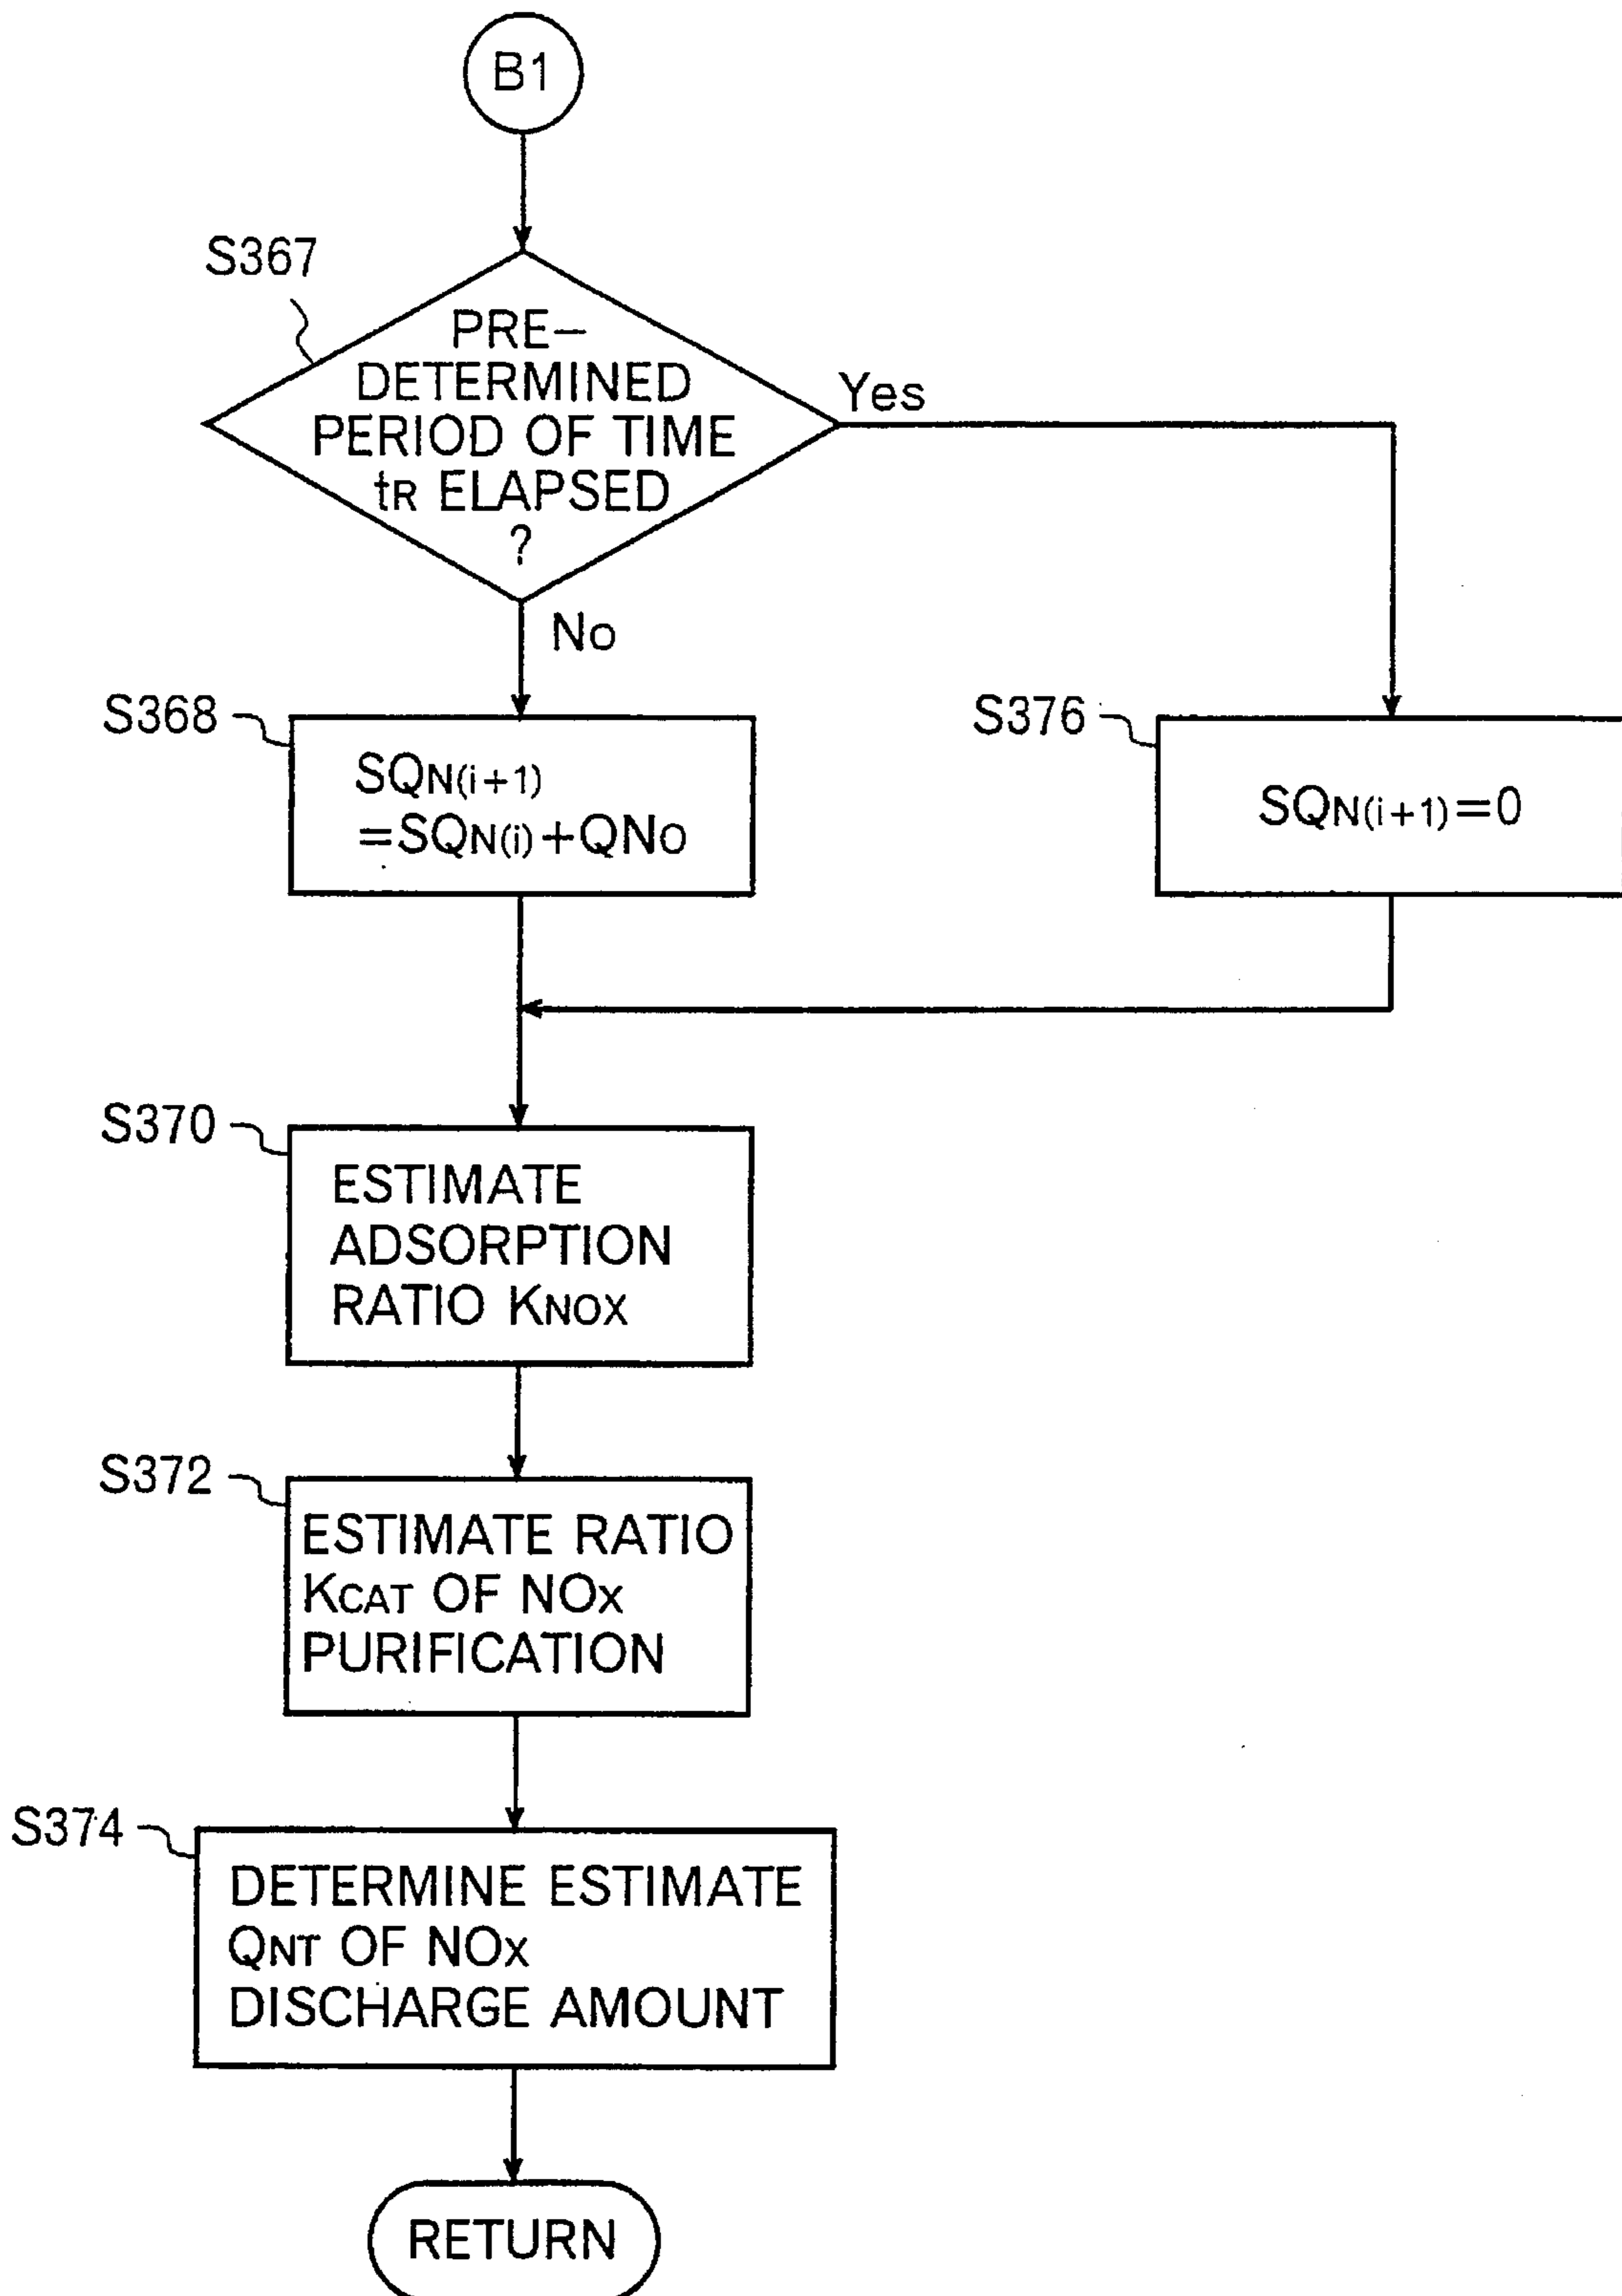 B1
S367
PRE-
DETERMINED
PERIOD OF TIME
tR ELAPSED
?
Yes
No
S368
SQN(i+1)
=SQN(i)+QNO
S376
SQN(i+1)=0
S370
ESTIMATE
ADSORPTION
RATIO KNOX
S372
ESTIMATE RATIO
KCAT OF NOx
PURIFICATION
S374
DETERMINE ESTIMATE
QNT OF NOx
DISCHARGE AMOUNT
RETURN